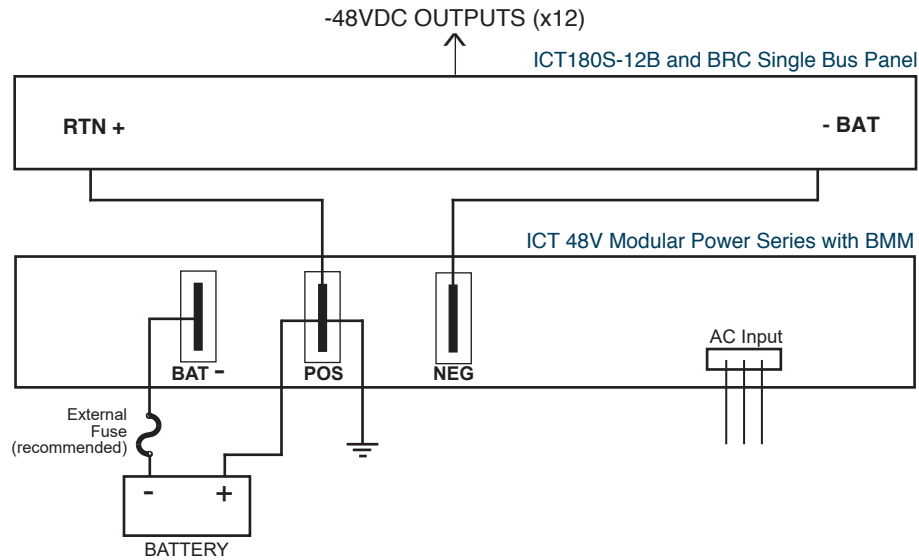 -48VDC OUTPUTS (x12)
ICT180S-12B and BRC Single Bus Panel
RTN +
- BAT
ICT 48V Modular Power Series with BMM
AC Input
BAT -
POS
NEG
External
Fuse
(recommended)
- +
BATTERY